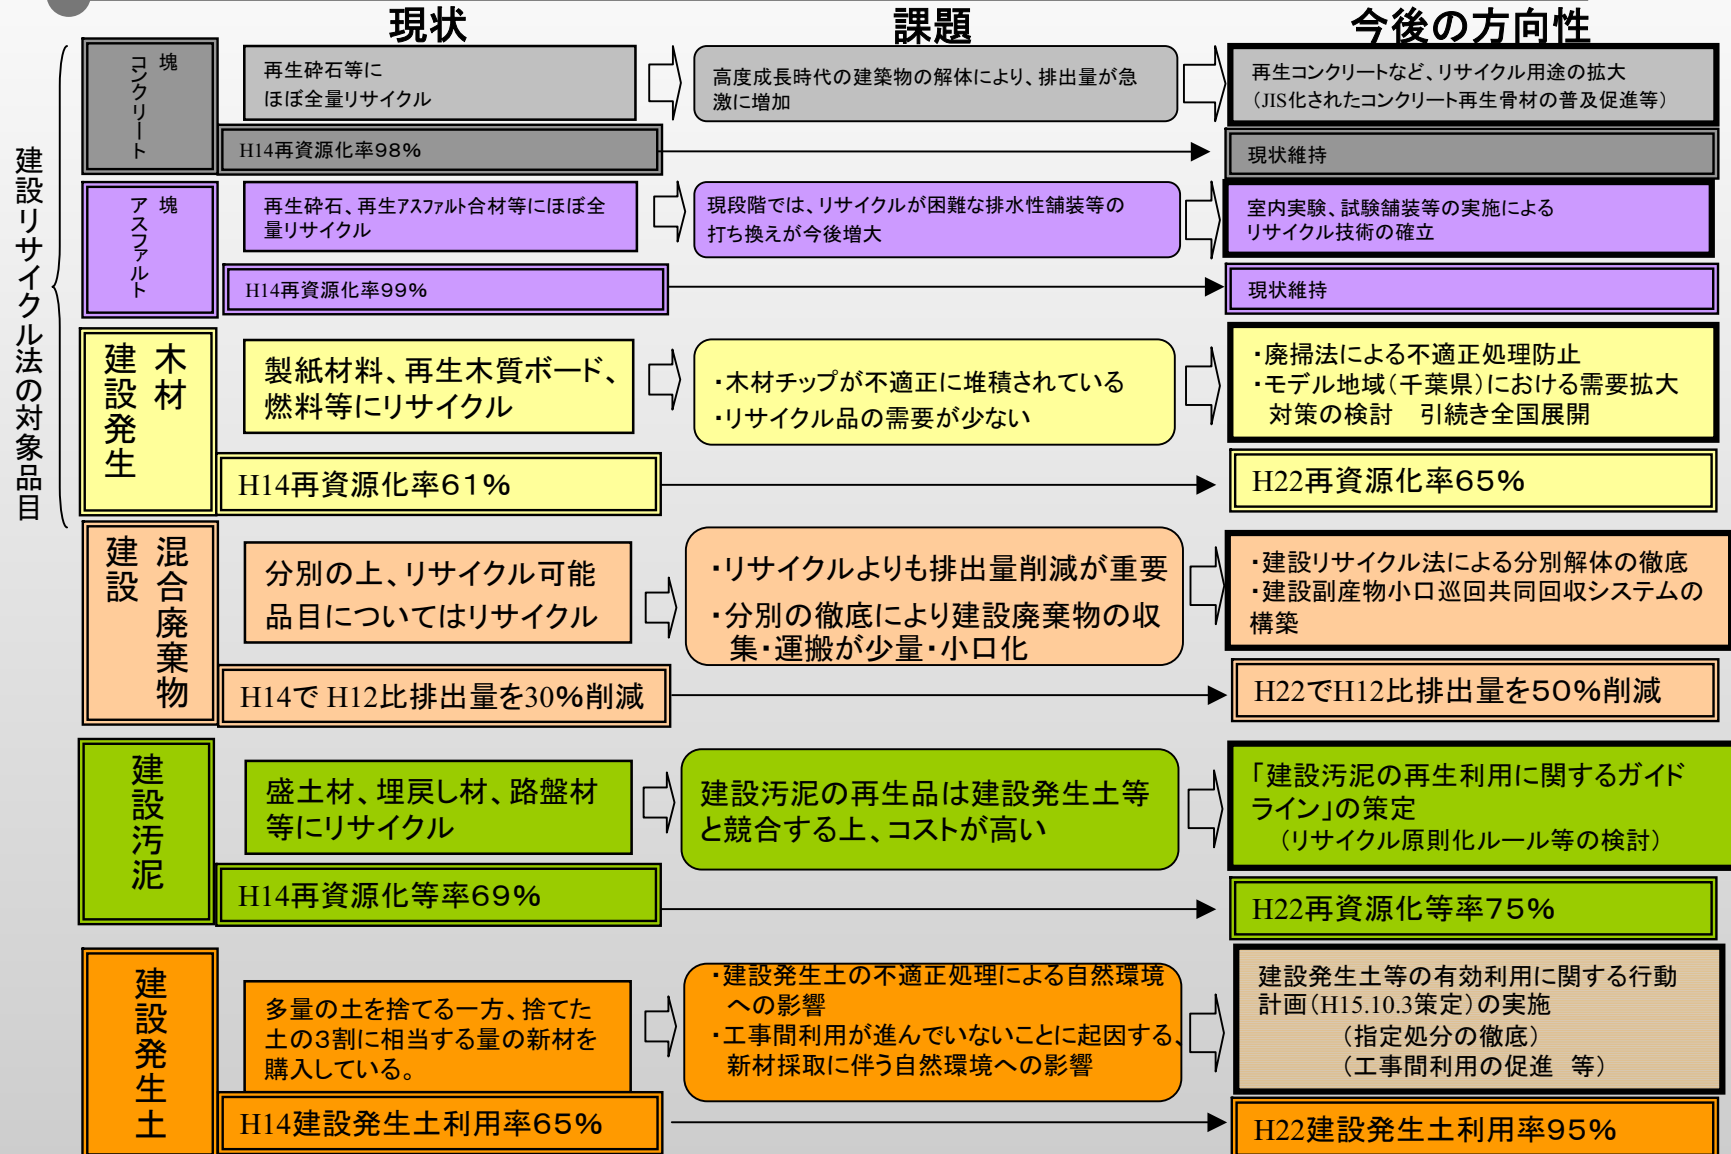 現状
課題
今後の方向性
建設リサイクル法の対象品目
コンクリート
塊
再生砕石等に
ほぼ全量リサイクル
高度成長時代の建築物の解体により、排出量が急
激に増加
再生コンクリートなど、リサイクル用途の拡大
（JIS化されたコンクリート再生骨材の普及促進等）
H14再資源化率98%
現状維持
アスファルト
塊
再生砕石、再生アスファルト合材等にほぼ全
量リサイクル
現段階では、リサイクルが困難な排水性舗装等の
打ち換えが今後増大
室内実験、試験舗装等の実施による
リサイクル技術の確立
H14再資源化率99%
現状維持
建設発生
木材
製紙材料、再生木質ボード、
燃料等にリサイクル
・木材チップが不適正に堆積されている
・リサイクル品の需要が少ない
・廃掃法による不適正処理防止
・モデル地域（千葉県）における需要拡大
対策の検討　引続き全国展開
H14再資源化率61%
H22再資源化率65%
建設
混合廃棄物
分別の上、リサイクル可能
品目についてはリサイクル
・リサイクルよりも排出量削減が重要
・分別の徹底により建設廃棄物の収
集・運搬が少量・小口化
・建設リサイクル法による分別解体の徹底
・建設副産物小口巡回共同回収システムの
構築
H14で H12比排出量を30%削減
H22でH12比排出量を50%削減
建設汚泥
盛土材、埋戻し材、路盤材
等にリサイクル
建設汚泥の再生品は建設発生土等
と競合する上、コストが高い
「建設汚泥の再生利用に関するガイド
ライン」の策定
（リサイクル原則化ルール等の検討）
H14再資源化等率69%
H22再資源化等率75%
建設発生土
多量の土を捨てる一方、捨てた
土の3割に相当する量の新材を
購入している。
・建設発生土の不適正処理による自然環境
への影響
・工事間利用が進んでいないことに起因する、
新材採取に伴う自然環境への影響
建設発生土等の有効利用に関する行動
計画（H15.10.3策定）の実施
（指定処分の徹底）
（工事間利用の促進　等）
H14建設発生土利用率65%
H22建設発生土利用率95%